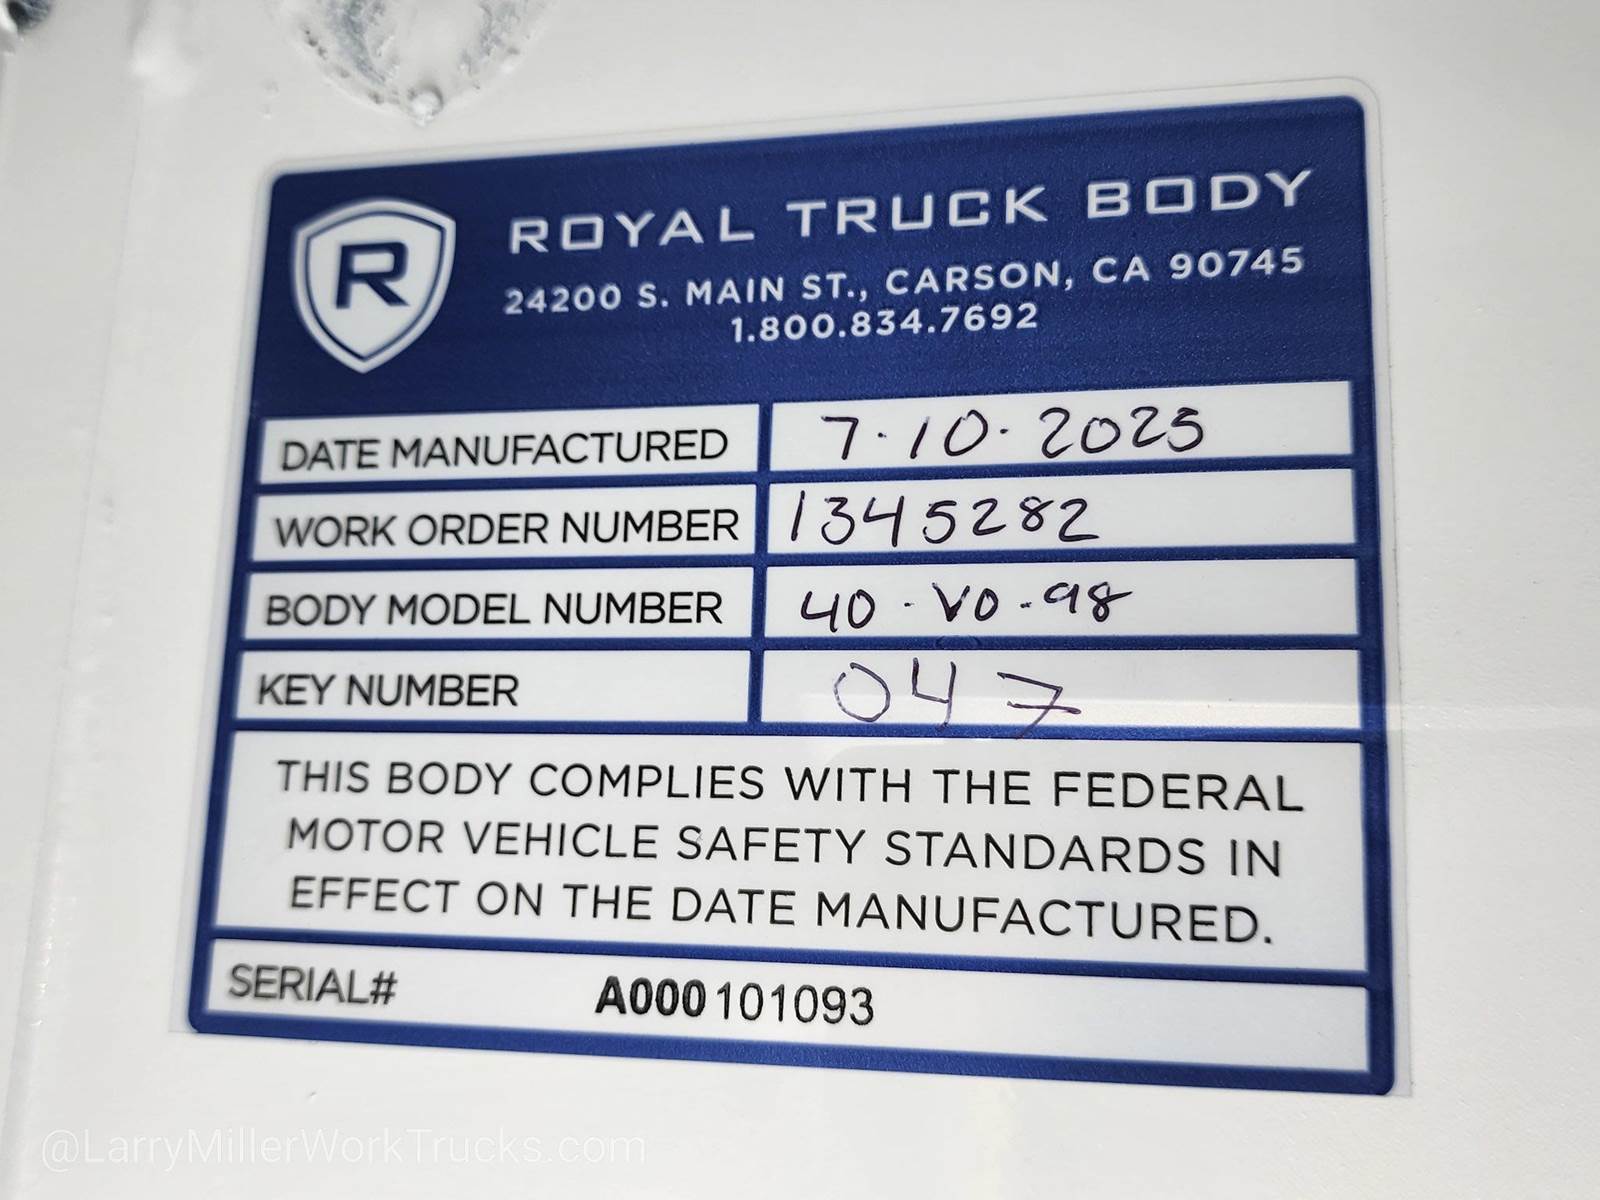 R
ROYAL TRUCK BODY
24200 S. MAIN ST., CARSON, CA 90745
1.800.834.7692
DATE MANUFACTURED 7·10·2025
WORK ORDER NUMBER 1345282
BODY MODEL NUMBER 40-VO-98
KEY NUMBER 047
THIS BODY COMPLIES WITH THE FEDERAL
MOTOR VEHICLE SAFETY STANDARDS IN
EFFECT ON THE DATE MANUFACTURED.
SERIAL# A000101093
@LarryMillerWorkTrucks.com